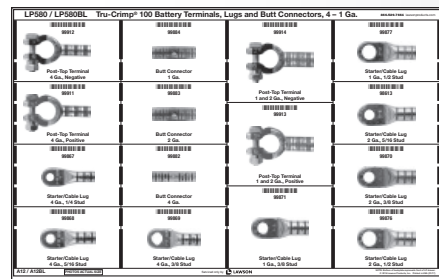 LP580 / LP580BL Tru-Crimp® 100 Battery Terminals, Lugs and Butt Connectors, 4 – 1 Ga.
99912
Post-Top Terminal
4 Ga., Negative
99911
Post-Top Terminal
4 Ga., Positive
99867
Starter/Cable Lug
4 Ga., 1/4 Stud
99868
Starter/Cable Lug
4 Ga., 5/16 Stud
Butt Connector
1 Ga.
Butt Connector
2 Ga.
Butt Connector
4 Ga.
99869
Starter/Cable Lug
4 Ga., 3/8 Stud
99914
Post-Top Terminal
1 and 2 Ga., Negative
99913
Post-Top Terminal
1 and 2 Ga., Positive
99871
Starter/Cable Lug
1 Ga., 3/8 Stud
99877
Starter/Cable Lug
1 Ga., 1/2 Stud
Starter/Cable Lug
2 Ga., 5/16 Stud
99870
Starter/Cable Lug
2 Ga., 3/8 Stud
99876
Starter/Cable Lug
2 Ga., 1/2 Stud
A12 / A12BL
PHOTOS ACTUAL SIZE
LAWSON